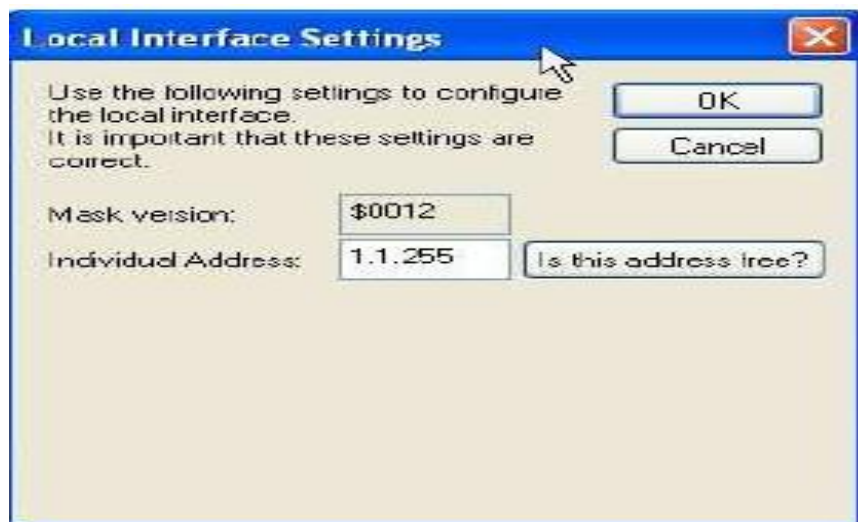 Local Interface Settings
Use the following settings to configure
the local interface.
It is important that these settings are
correct.
OK
Cancel
Mask version: $0012
Individual Address: 1.1.255 Is this address free?